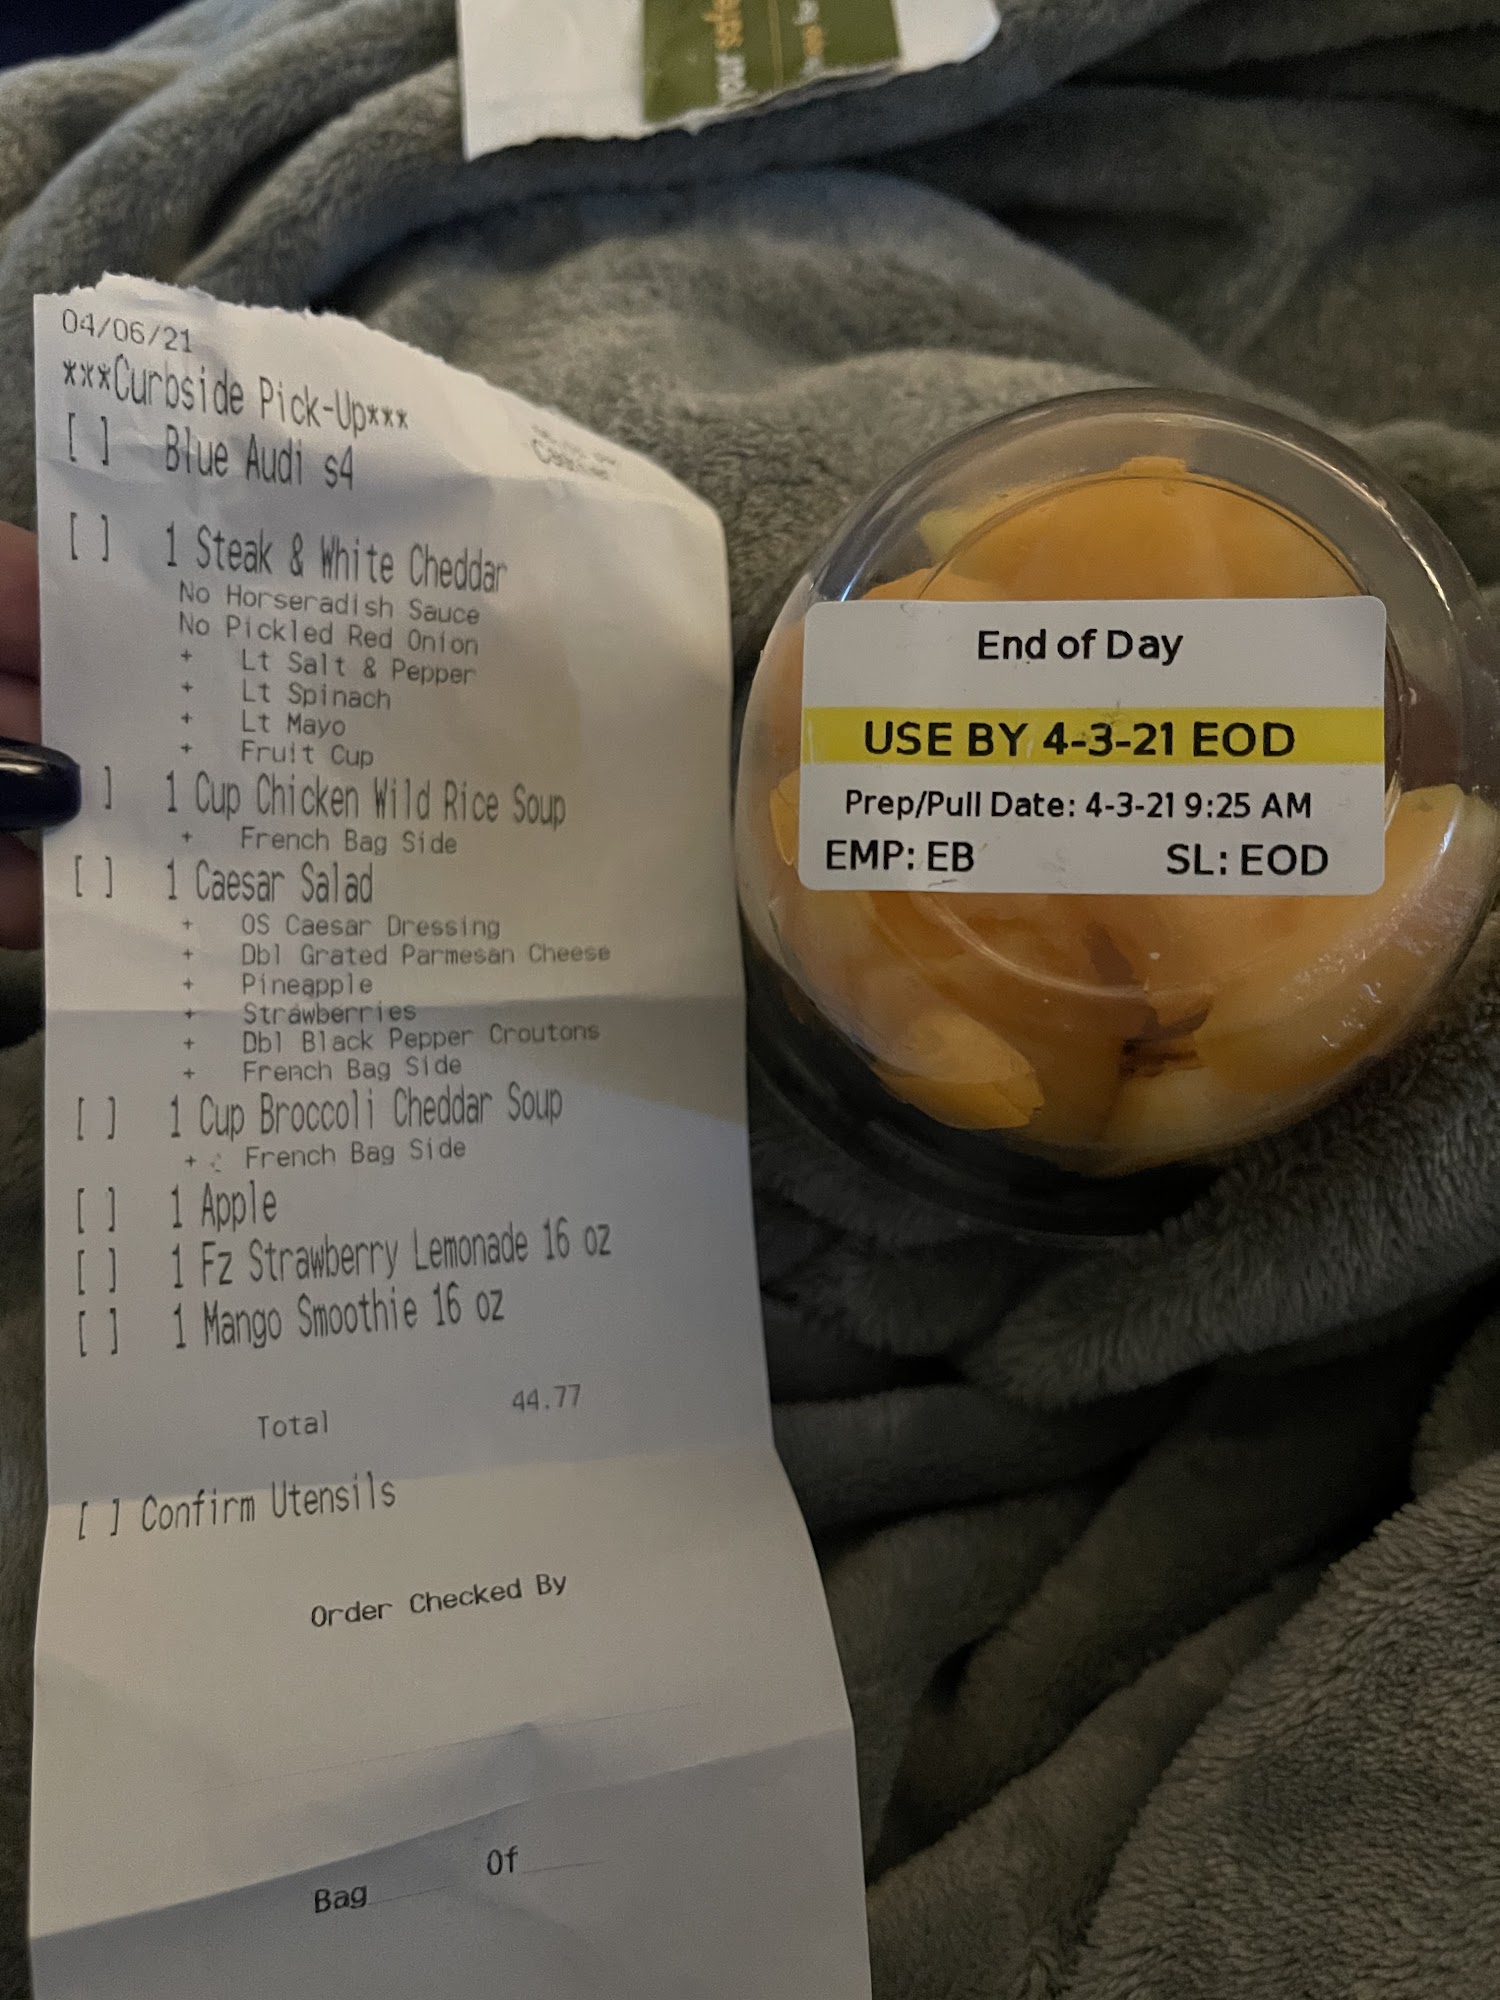 your safe
04/06/21
***Curbside Pick-Up***
[ ] Blue Audi s4
[ ] 1 Steak & White Cheddar
No Horseradish Sauce
No Pickled Red Onion
+ Lt Salt & Pepper
+ Lt Spinach
+ Lt Mayo
+ Fruit Cup
] 1 Cup Chicken Wild Rice Soup
+ French Bag Side
[ ] 1 Caesar Salad
+ OS Caesar Dressing
+ Dbl Grated Parmesan Cheese
+ Pineapple
+ Strawberries
+ Dbl Black Pepper Croutons
+ French Bag Side
[ ] 1 Cup Broccoli Cheddar Soup
+ French Bag Side
[ ] 1 Apple
[ ] 1 Fz Strawberry Lemonade 16 oz
[ ] 1 Mango Smoothie 16 oz
Total 44.77
[ ] Confirm Utensils
Order Checked By
Bag Of
End of Day
USE BY 4-3-21 EOD
Prep/Pull Date: 4-3-21 9:25 AM
EMP: EB SL: EOD